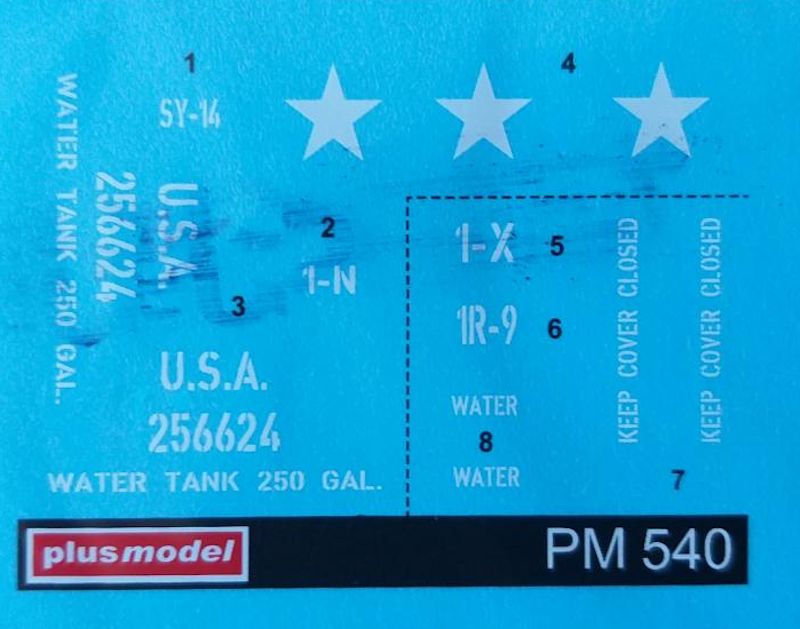 1
4
SY-14
WATER TANK 250 GAL.
256624
U.S.A.
2
1-N
3
U.S.A.
256624
WATER TANK 250 GAL.
1-X
5
1R-9
6
WATER
8
WATER
KEEP COVER CLOSED
KEEP COVER CLOSED
7
plusmodel
PM 540